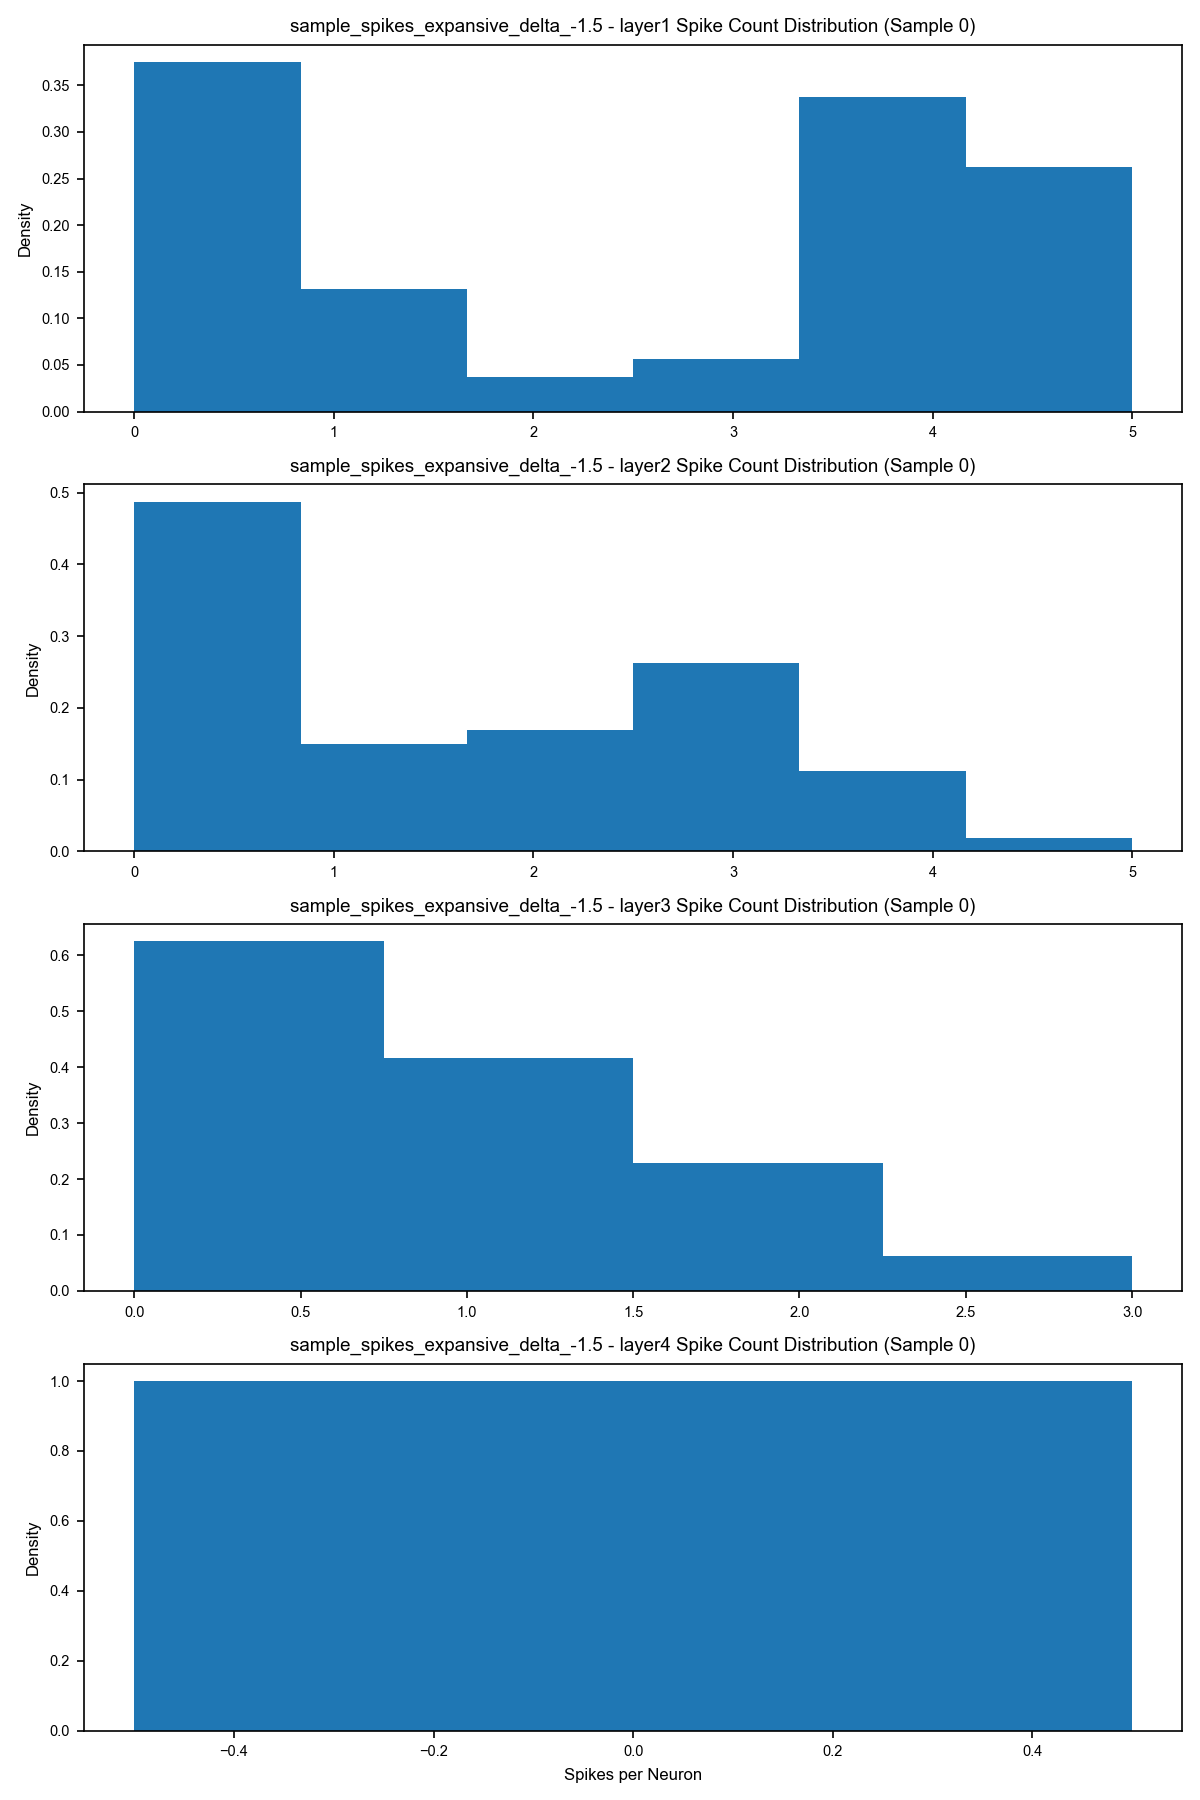 sample_spikes_expansive_delta_-1.5 - layer1 Spike Count Distribution (Sample 0)
0.35
0.30
0.25
0.20
0.15
0.10
0.05
0.00
Density
0 1 2 3 4 5
sample_spikes_expansive_delta_-1.5 - layer2 Spike Count Distribution (Sample 0)
0.5
0.4
0.3
0.2
0.1
0.0
Density
0 1 2 3 4 5
sample_spikes_expansive_delta_-1.5 - layer3 Spike Count Distribution (Sample 0)
0.6
0.5
0.4
0.3
0.2
0.1
0.0
Density
0.0 0.5 1.0 1.5 2.0 2.5 3.0
sample_spikes_expansive_delta_-1.5 - layer4 Spike Count Distribution (Sample 0)
1.0
0.8
0.6
0.4
0.2
0.0
Density
−0.4 −0.2 0.0 0.2 0.4
Spikes per Neuron